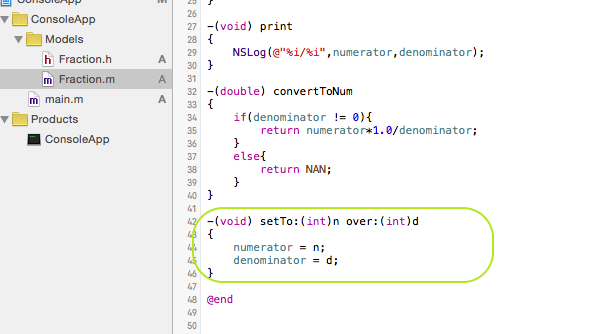 ConsoleApp
M
ConsoleApp
Models
h Fraction.h A
m Fraction.m A
m main.m A
Products
ConsoleApp
25 }
26
27 -(void) print
28 {
29 NSLog(@"%i/%i",numerator,denominator);
30 }
31
32 -(double) convertToNum
33 {
34 if(denominator != 0){
35 return numerator*1.0/denominator;
36 }
37 else{
38 return NAN;
39 }
40 }
41
42 -(void) setTo:(int)n over:(int)d
43 {
44 numerator = n;
45 denominator = d;
46 }
47
48 @end
49
50